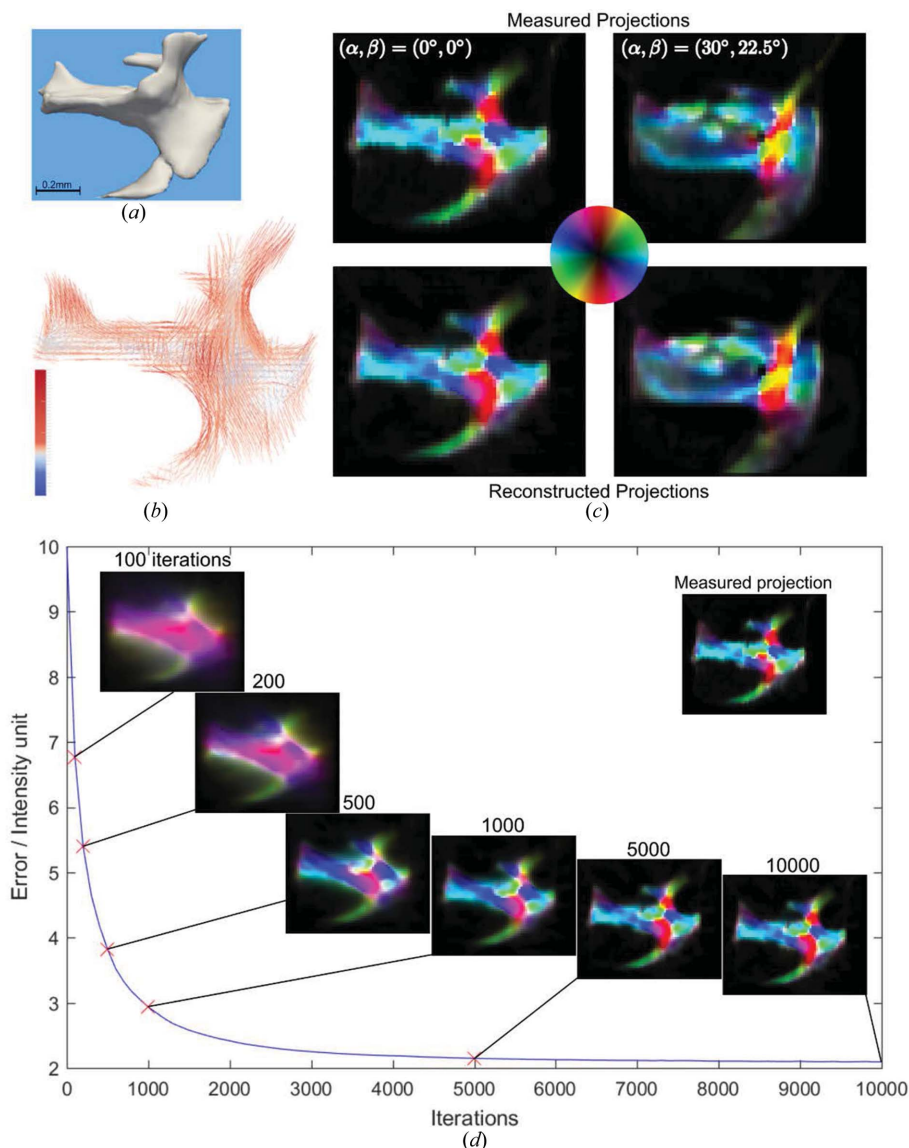 Measured Projections
(α, β) = (0°, 0°)
(α, β) = (30°, 22.5°)
0.2mm
(a)
(b)
Reconstructed Projections
(c)
10
9
8
7
6
5
4
3
2
Error / Intensity unit
100 iterations
200
500
1000
5000
10000
Measured projection
0 1000 2000 3000 4000 5000 6000 7000 8000 9000 10000
Iterations
(d)